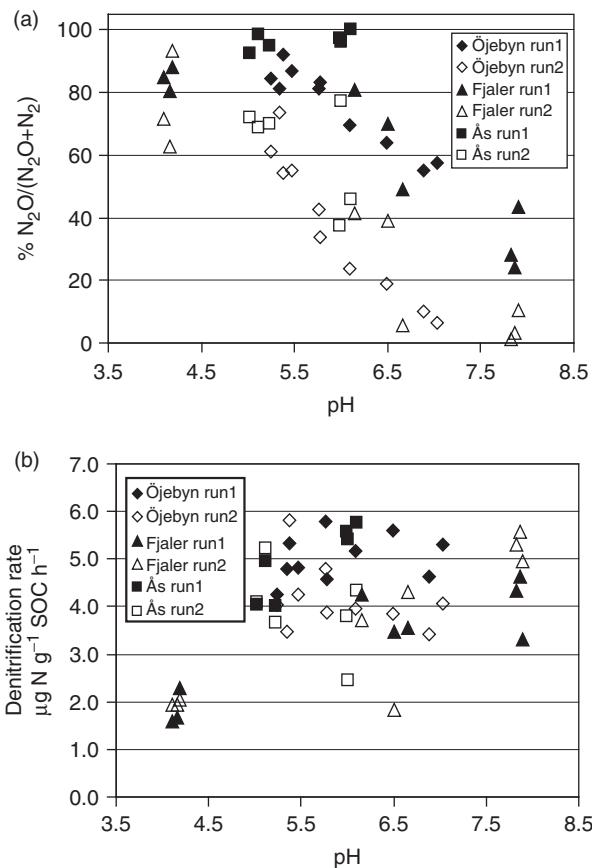 (a)
100
80
60
40
20
0
% N₂O/(N₂O+N₂)
Öjebyn run1
Öjebyn run2
Fjaler run1
Fjaler run2
Ås run1
Ås run2
3.5 4.5 5.5 6.5 7.5 8.5
pH
(b)
7.0
6.0
5.0
4.0
3.0
2.0
1.0
0.0
Denitrification rate
μg N g⁻¹ SOC h⁻¹
Öjebyn run1
Öjebyn run2
Fjaler run1
Fjaler run2
Ås run1
Ås run2
3.5 4.5 5.5 6.5 7.5 8.5
pH